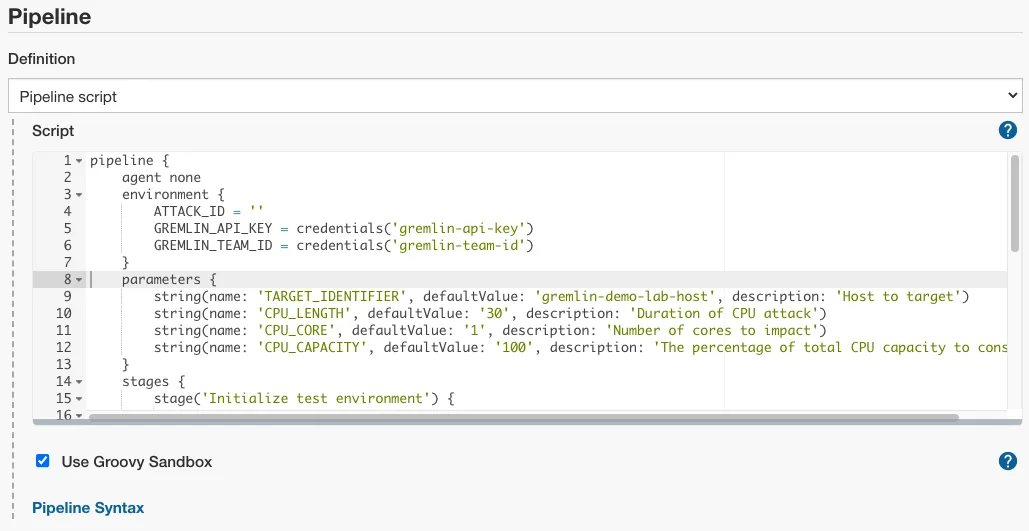 Pipeline
Definition
Pipeline script
Script
?
1 pipeline {
2     agent none
3     environment {
4         ATTACK_ID = ''
5         GREMLIN_API_KEY = credentials('gremlin-api-key')
6         GREMLIN_TEAM_ID = credentials('gremlin-team-id')
7     }
8     parameters {
9         string(name: 'TARGET_IDENTIFIER', defaultValue: 'gremlin-demo-lab-host', description: 'Host to target')
10         string(name: 'CPU_LENGTH', defaultValue: '30', description: 'Duration of CPU attack')
11         string(name: 'CPU_CORE', defaultValue: '1', description: 'Number of cores to impact')
12         string(name: 'CPU_CAPACITY', defaultValue: '100', description: 'The percentage of total CPU capacity to cons
13     }
14     stages {
15         stage('Initialize test environment') {
16
Use Groovy Sandbox
?
Pipeline Syntax